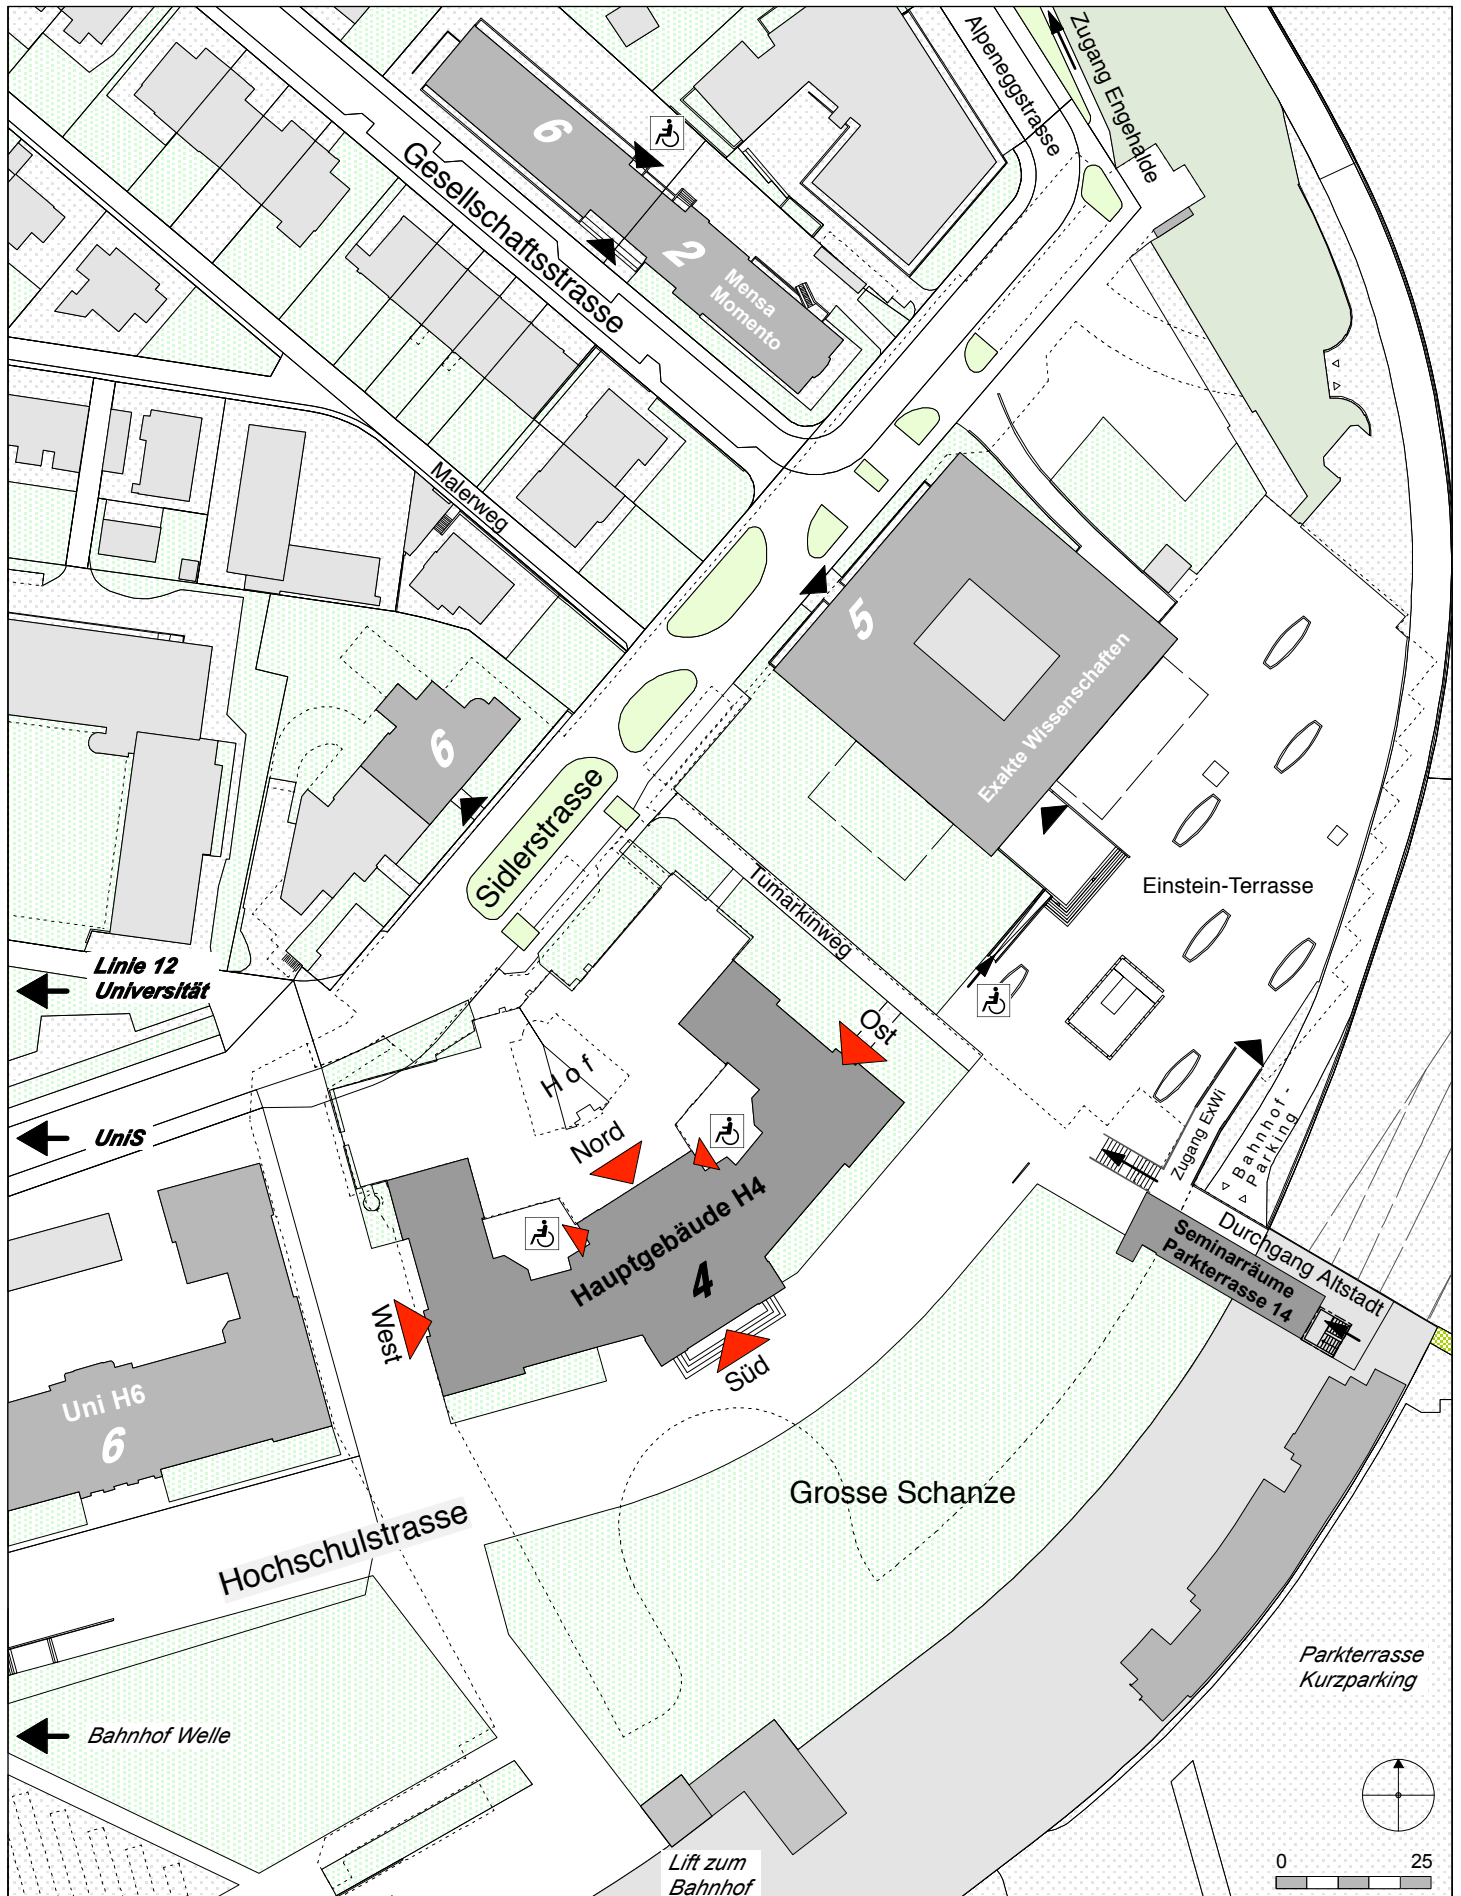 Alpeneggstrasse
Zugang Engehalde
6
Gesellschaftsstrasse
2
Mensa
Momento
Malerweg
5
Exakte Wissenschaften
6
Sidlerstrasse
Tumarkinweg
Einstein-Terrasse
Linie 12
Universität
Hof
Ost
UniS
Nord
Zugang ExWi
Bahnhof-
Parking
Hauptgebäude H4
4
Durchgang Altstadt
Seminarräume
Parkterrasse 14
West
Süd
Uni H6
6
Grosse Schanze
Hochschulstrasse
Parkterrasse
Kurzparking
Bahnhof Welle
Lift zum
Bahnhof
0 25